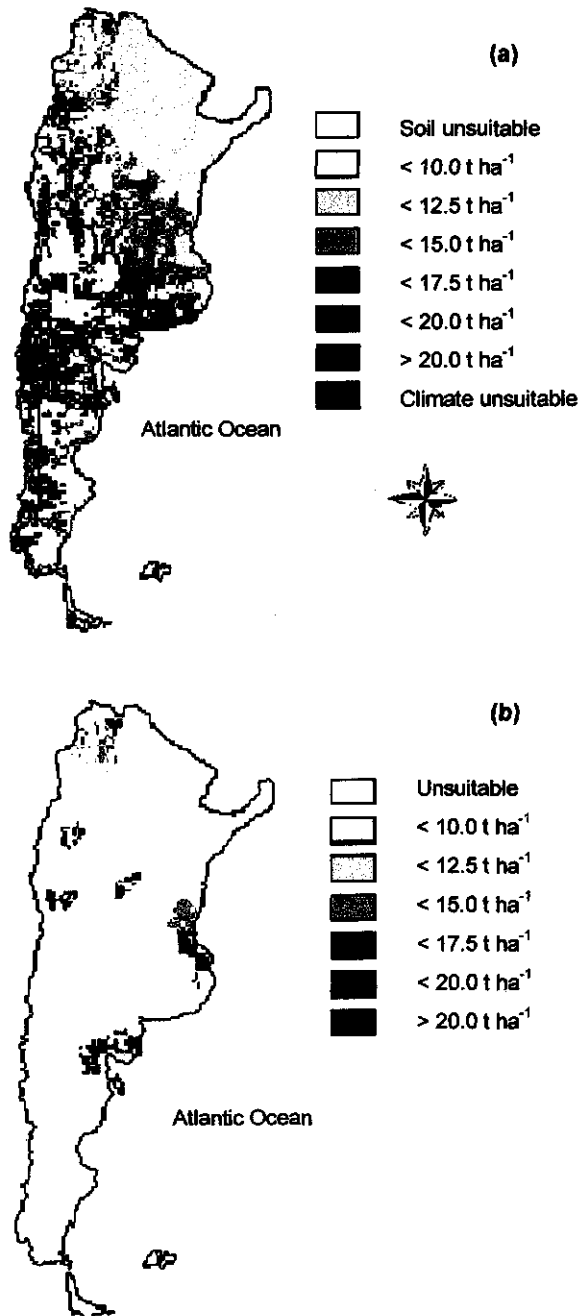 (a)
Soil unsuitable
< 10.0 t ha⁻¹
< 12.5 t ha⁻¹
< 15.0 t ha⁻¹
< 17.5 t ha⁻¹
< 20.0 t ha⁻¹
> 20.0 t ha⁻¹
Climate unsuitable
Atlantic Ocean
(b)
Unsuitable
< 10.0 t ha⁻¹
< 12.5 t ha⁻¹
< 15.0 t ha⁻¹
< 17.5 t ha⁻¹
< 20.0 t ha⁻¹
> 20.0 t ha⁻¹
Atlantic Ocean